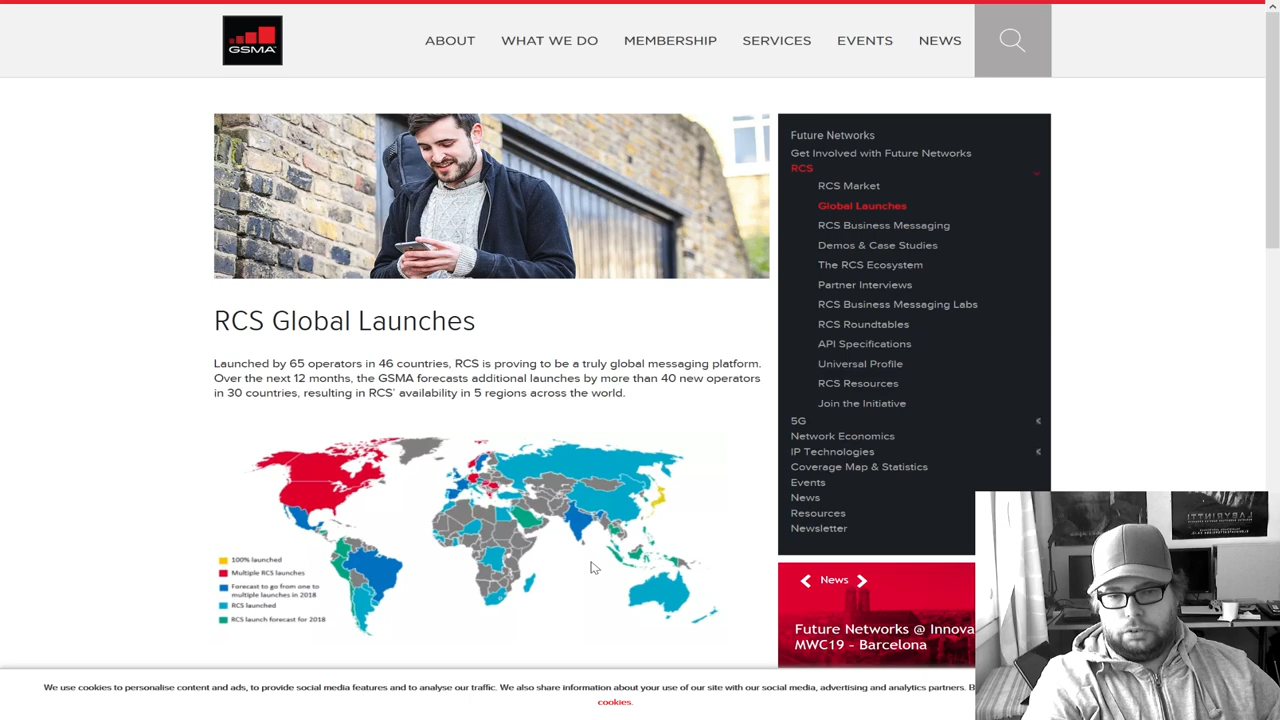 GSMA
ABOUT
WHAT WE DO
MEMBERSHIP
SERVICES
EVENTS
NEWS
Future Networks
Get Involved with Future Networks
RCS
RCS Market
Global Launches
RCS Business Messaging
Demos & Case Studies
The RCS Ecosystem
Partner Interviews
RCS Business Messaging Labs
RCS Roundtables
API Specifications
Universal Profile
RCS Resources
Join the Initiative
5G
Network Economics
IP Technologies
Coverage Map & Statistics
Events
News
Resources
Newsletter
RCS Global Launches
Launched by 65 operators in 46 countries, RCS is proving to be a truly global messaging platform.
Over the next 12 months, the GSMA forecasts additional launches by more than 40 new operators
in 30 countries, resulting in RCS' availability in 5 regions across the world.
100% launched
Multiple RCS launches
Forecast to go from one to
multiple launches in 2018
RCS launched
RCS launch forecast for 2018
News
Future Networks @ Innova
MWC19 - Barcelona
We use cookies to personalise content and ads, to provide social media features and to analyse our traffic. We also share information about your use of our site with our social media, advertising and analytics partners.
cookies.